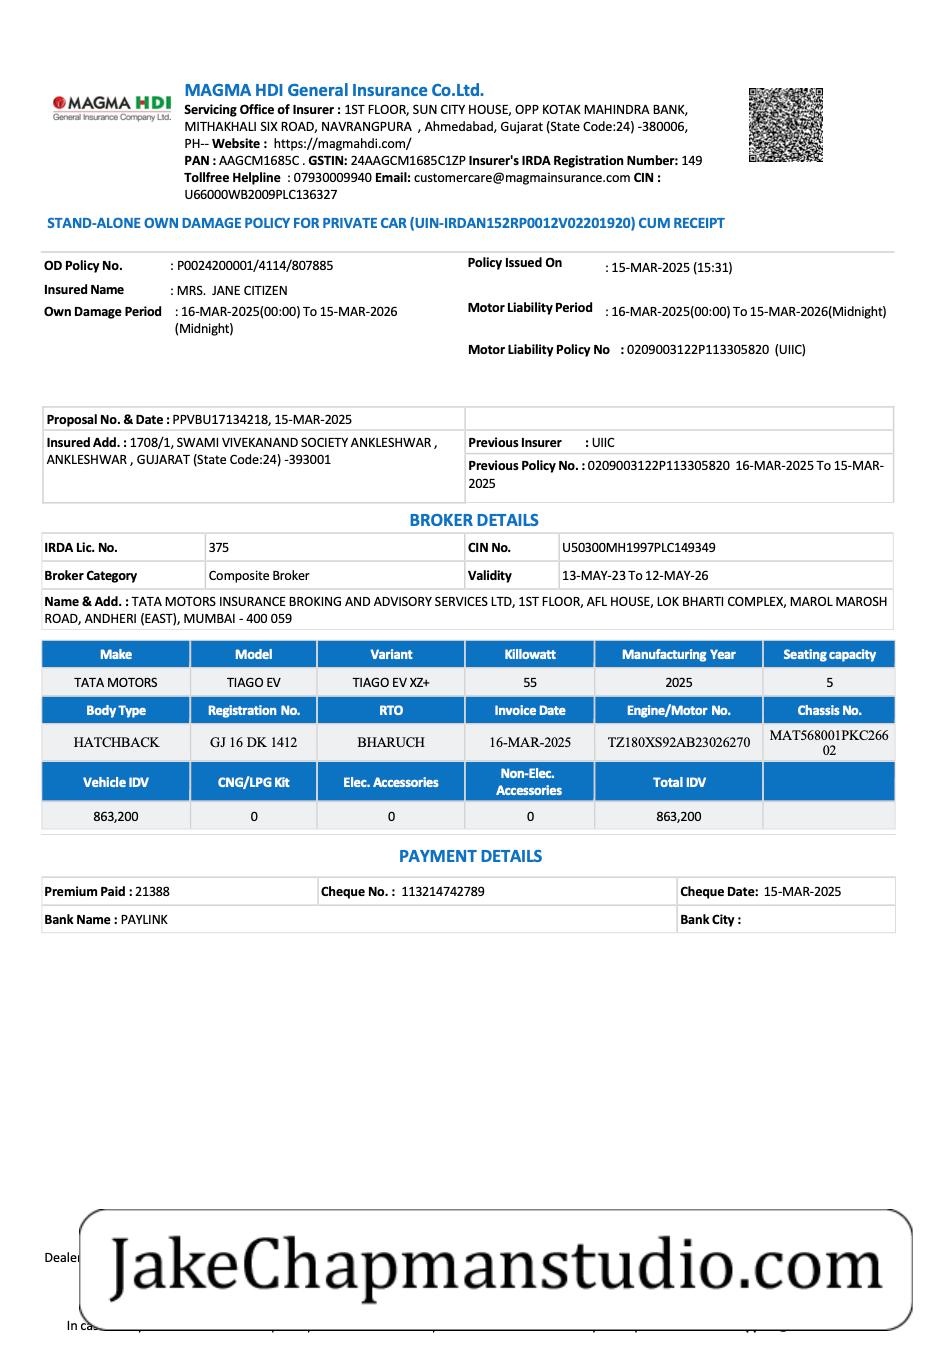 MAGMA HDI
General Insurance Company Ltd.
MAGMA HDI General Insurance Co.Ltd.
Servicing Office of Insurer : 1ST FLOOR, SUN CITY HOUSE, OPP KOTAK MAHINDRA BANK,
MITHAKHALI SIX ROAD, NAVRANGPURA , Ahmedabad, Gujarat (State Code:24) -380006,
PH-- Website : https://magmahdi.com/
PAN : AAGCM1685C . GSTIN: 24AAGCM1685C1ZP Insurer's IRDA Registration Number: 149
Tollfree Helpline : 07930009940 Email: customercare@magmainsurance.com CIN :
U66000WB2009PLC136327
STAND-ALONE OWN DAMAGE POLICY FOR PRIVATE CAR (UIN-IRDAN152RP0012V02201920) CUM RECEIPT
OD Policy No. : P0024200001/4114/807885 Policy Issued On : 15-MAR-2025 (15:31)
Insured Name : MRS. JANE CITIZEN
Own Damage Period : 16-MAR-2025(00:00) To 15-MAR-2026 Motor Liability Period : 16-MAR-2025(00:00) To 15-MAR-2026(Midnight)
(Midnight)
Motor Liability Policy No : 0209003122P113305820 (UIIC)
Proposal No. & Date : PPVBU17134218, 15-MAR-2025
Insured Add. : 1708/1, SWAMI VIVEKANAND SOCIETY ANKLESHWAR , Previous Insurer : UIIC
ANKLESHWAR , GUJARAT (State Code:24) -393001
Previous Policy No. : 0209003122P113305820 16-MAR-2025 To 15-MAR-
2025
BROKER DETAILS
IRDA Lic. No. 375 CIN No. U50300MH1997PLC149349
Broker Category Composite Broker Validity 13-MAY-23 To 12-MAY-26
Name & Add. : TATA MOTORS INSURANCE BROKING AND ADVISORY SERVICES LTD, 1ST FLOOR, AFL HOUSE, LOK BHARTI COMPLEX, MAROL MAROSH
ROAD, ANDHERI (EAST), MUMBAI - 400 059
Make Model Variant Killowatt Manufacturing Year Seating capacity
TATA MOTORS TIAGO EV TIAGO EV XZ+ 55 2025 5
Body Type Registration No. RTO Invoice Date Engine/Motor No. Chassis No.
HATCHBACK GJ 16 DK 1412 BHARUCH 16-MAR-2025 TZ180XS92AB23026270 MAT568001PKC266
02
Vehicle IDV CNG/LPG Kit Elec. Accessories Non-Elec. Accessories Total IDV
863,200 0 0 0 863,200
PAYMENT DETAILS
Premium Paid : 21388 Cheque No. : 113214742789 Cheque Date: 15-MAR-2025
Bank Name : PAYLINK Bank City :
Dealer
JakeChapmanstudio.com
In